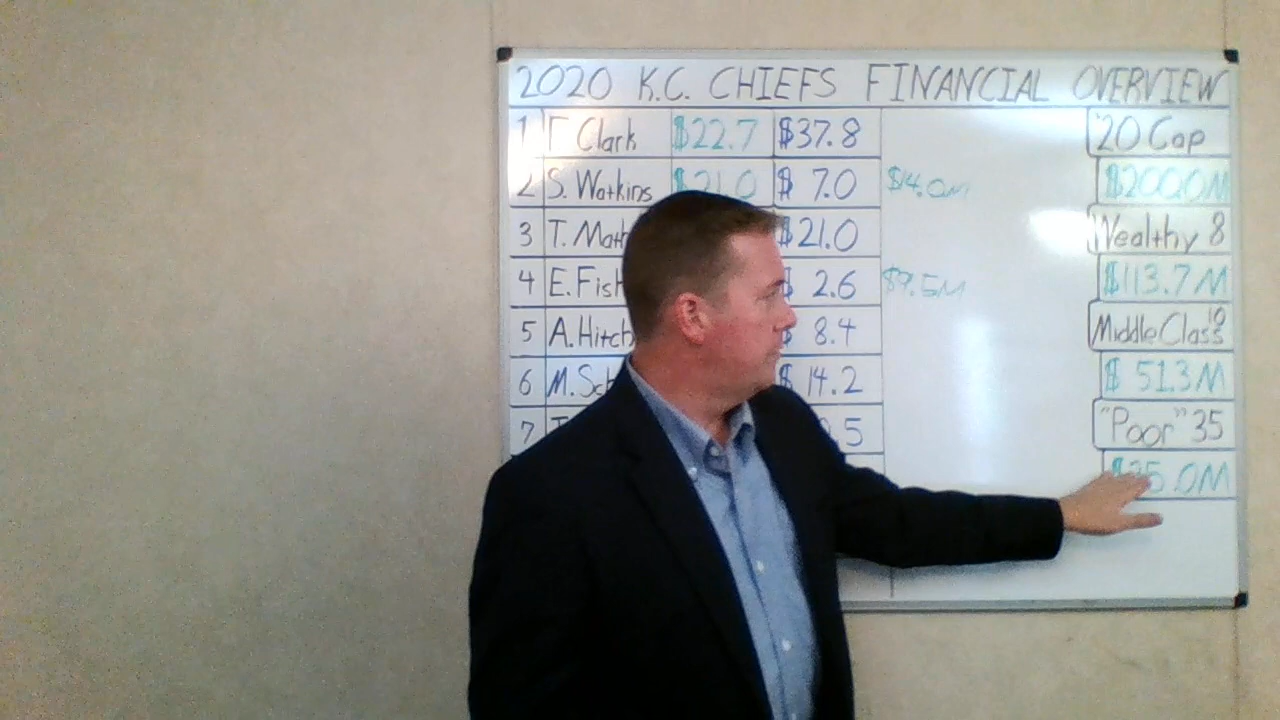 2020 K.C. CHIEFS FINANCIAL OVERVIEW
1 F Clark $22.7 $37.8 '20 Cap
2 S. Watkins $21.0 $ 7.0 $14.0M $200.0M
3 T. Math $21.0 Wealthy 8
4 E. Fish $ 2.6 $9.5M $113.7M
5 A. Hitch $ 8.4 Middle Class 10
6 M. Sch $ 14.2 $ 51.3M
7 .5 "Poor" 35
$35.0M